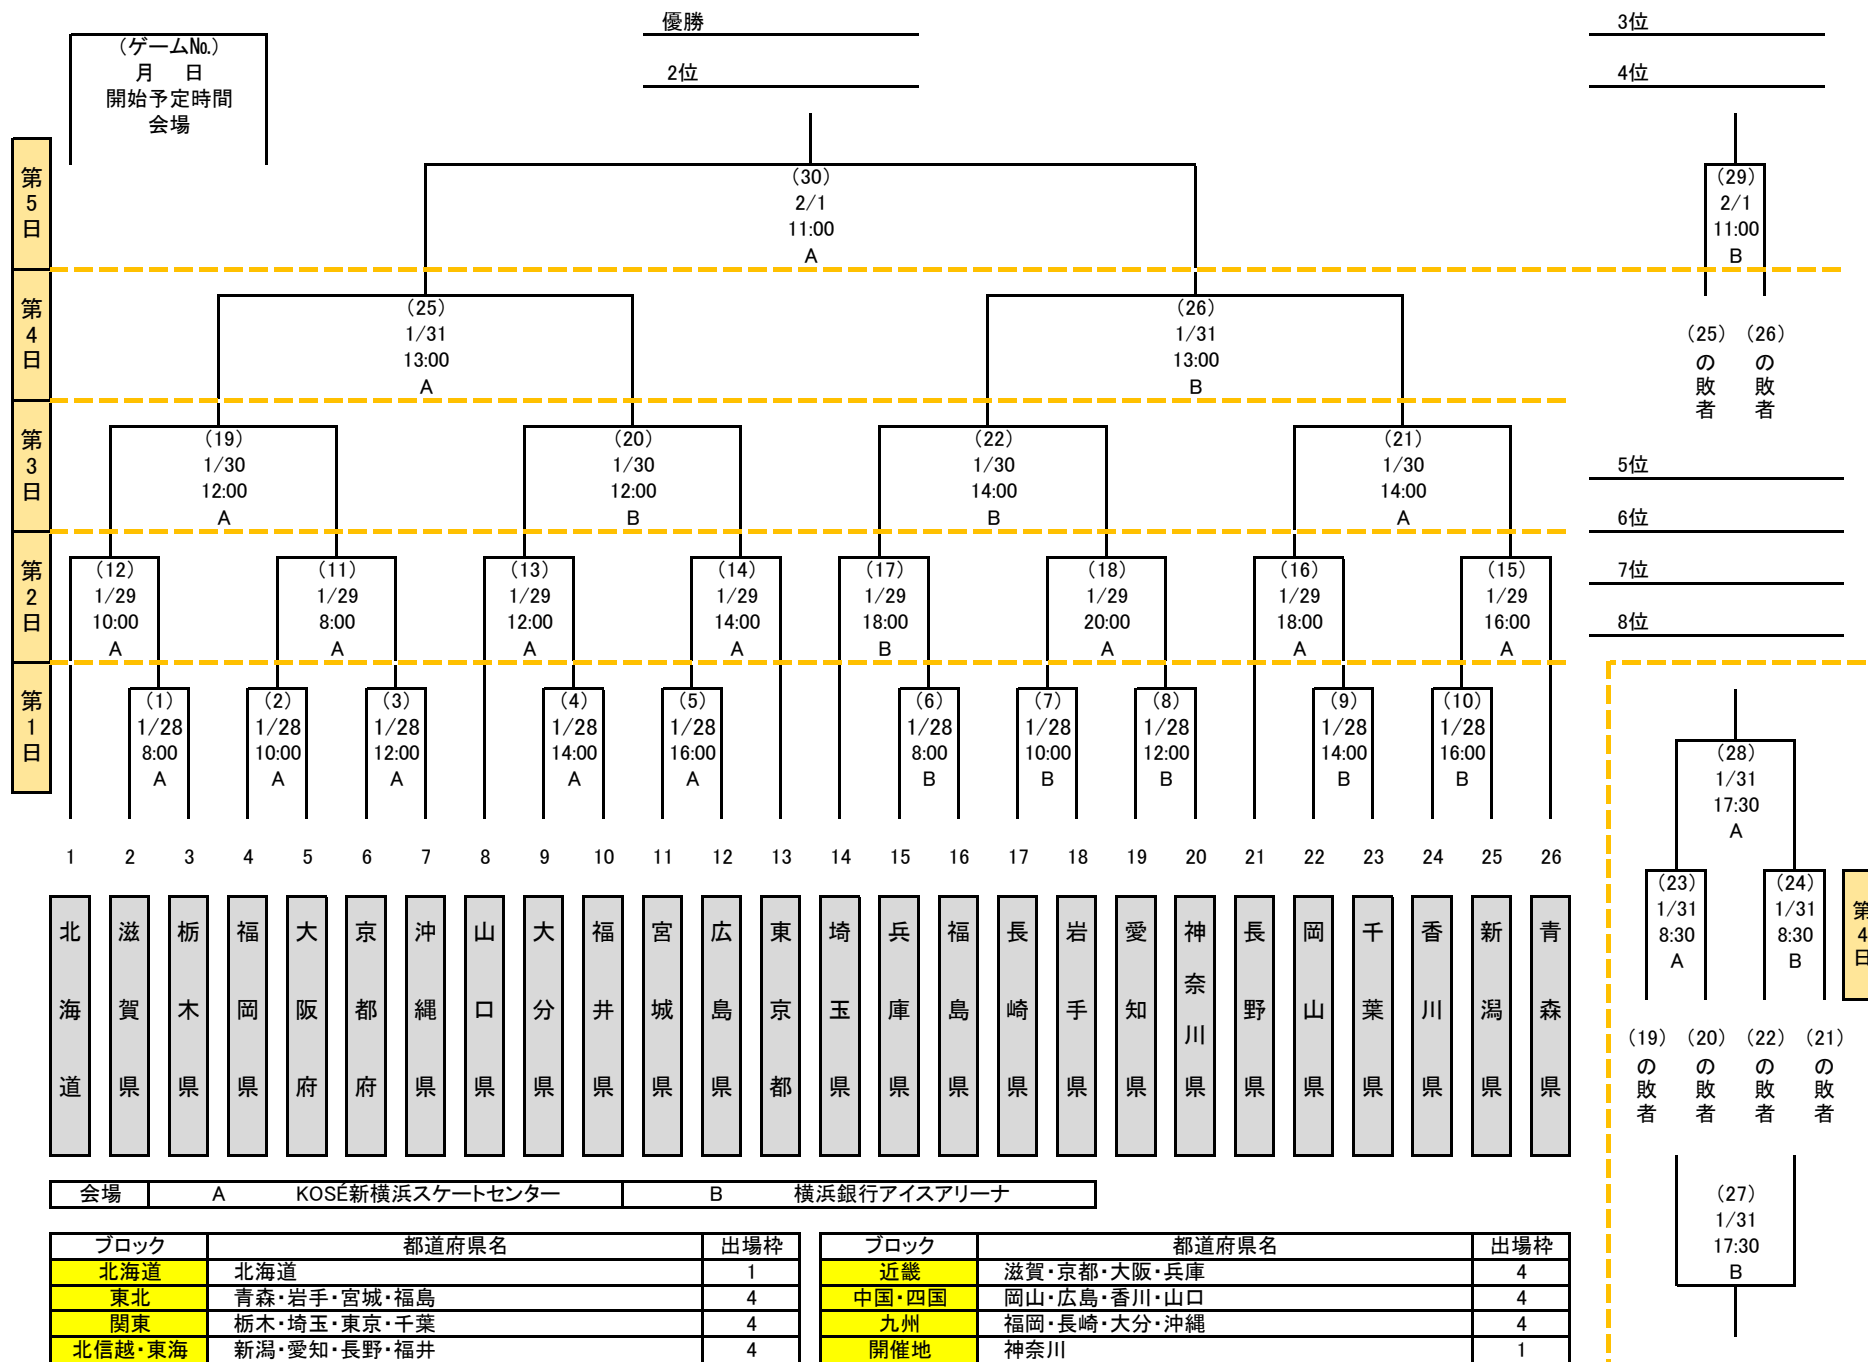 優勝
2位
3位
4位
(ゲームNo.)
月 日
開始予定時間
会場
第5日
(30)
2/1
11:00
A
(29)
2/1
11:00
B
第4日
(25)
1/31
13:00
A
(26)
1/31
13:00
B
(25)の敗者
(26)の敗者
第3日
(19)
1/30
12:00
A
(20)
1/30
12:00
B
(22)
1/30
14:00
B
(21)
1/30
14:00
A
5位
6位
7位
8位
第2日
(12)
1/29
10:00
A
(11)
1/29
8:00
A
(13)
1/29
12:00
A
(14)
1/29
14:00
A
(17)
1/29
18:00
B
(18)
1/29
20:00
A
(16)
1/29
18:00
A
(15)
1/29
16:00
A
第1日
(1)
1/28
8:00
A
(2)
1/28
10:00
A
(3)
1/28
12:00
A
(4)
1/28
14:00
A
(5)
1/28
16:00
A
(6)
1/28
8:00
B
(7)
1/28
10:00
B
(8)
1/28
12:00
B
(9)
1/28
14:00
B
(10)
1/28
16:00
B
1 2 3 4 5 6 7 8 9 10 11 12 13 14 15 16 17 18 19 20 21 22 23 24 25 26
北海道
滋賀県
栃木県
福岡県
大阪府
京都府
沖縄県
山口県
大分県
福井県
宮城県
広島県
東京都
埼玉県
兵庫県
福島県
長崎県
岩手県
愛知県
神奈川県
長野県
岡山県
千葉県
香川県
新潟県
青森県
(28)
1/31
17:30
A
(23)
1/31
8:30
A
(24)
1/31
8:30
B
第4日
(19)の敗者
(20)の敗者
(22)の敗者
(21)の敗者
(27)
1/31
17:30
B
会場 A KOSÉ新横浜スケートセンター B 横浜銀行アイスアリーナ
ブロック 都道府県名 出場枠
北海道 北海道 1
東北 青森・岩手・宮城・福島 4
関東 栃木・埼玉・東京・千葉 4
北信越・東海 新潟・愛知・長野・福井 4
ブロック 都道府県名 出場枠
近畿 滋賀・京都・大阪・兵庫 4
中国・四国 岡山・広島・香川・山口 4
九州 福岡・長崎・大分・沖縄 4
開催地 神奈川 1